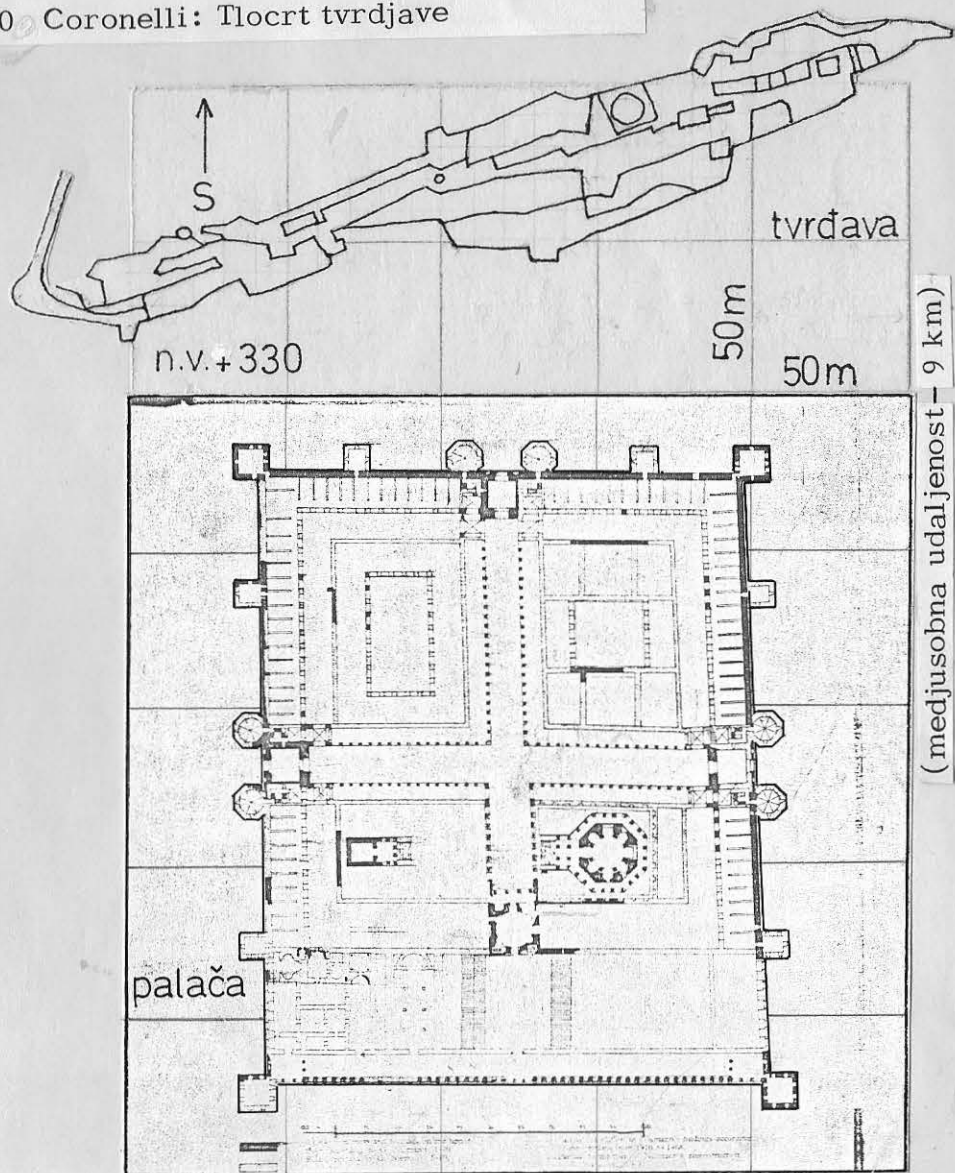 0 Coronelli: Tlocrt tvrdjave
S
tvrđava
n.v.+330
50m
50m
(medjusobna udaljenost- 9 km)
palača